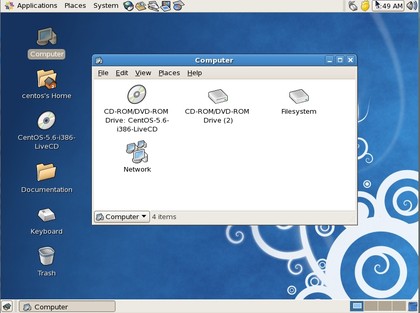 Applications Places System
:49 AM
Computer
centos's Home
CentOS-5.6-i386-
LiveCD
Documentation
Keyboard
Trash
Computer
File Edit View Places Help
CD-ROM/DVD-ROM
Drive: CentOS-5.6-
i386-LiveCD
CD-ROM/DVD-ROM
Drive (2)
Filesystem
Network
Computer 4 items
Computer